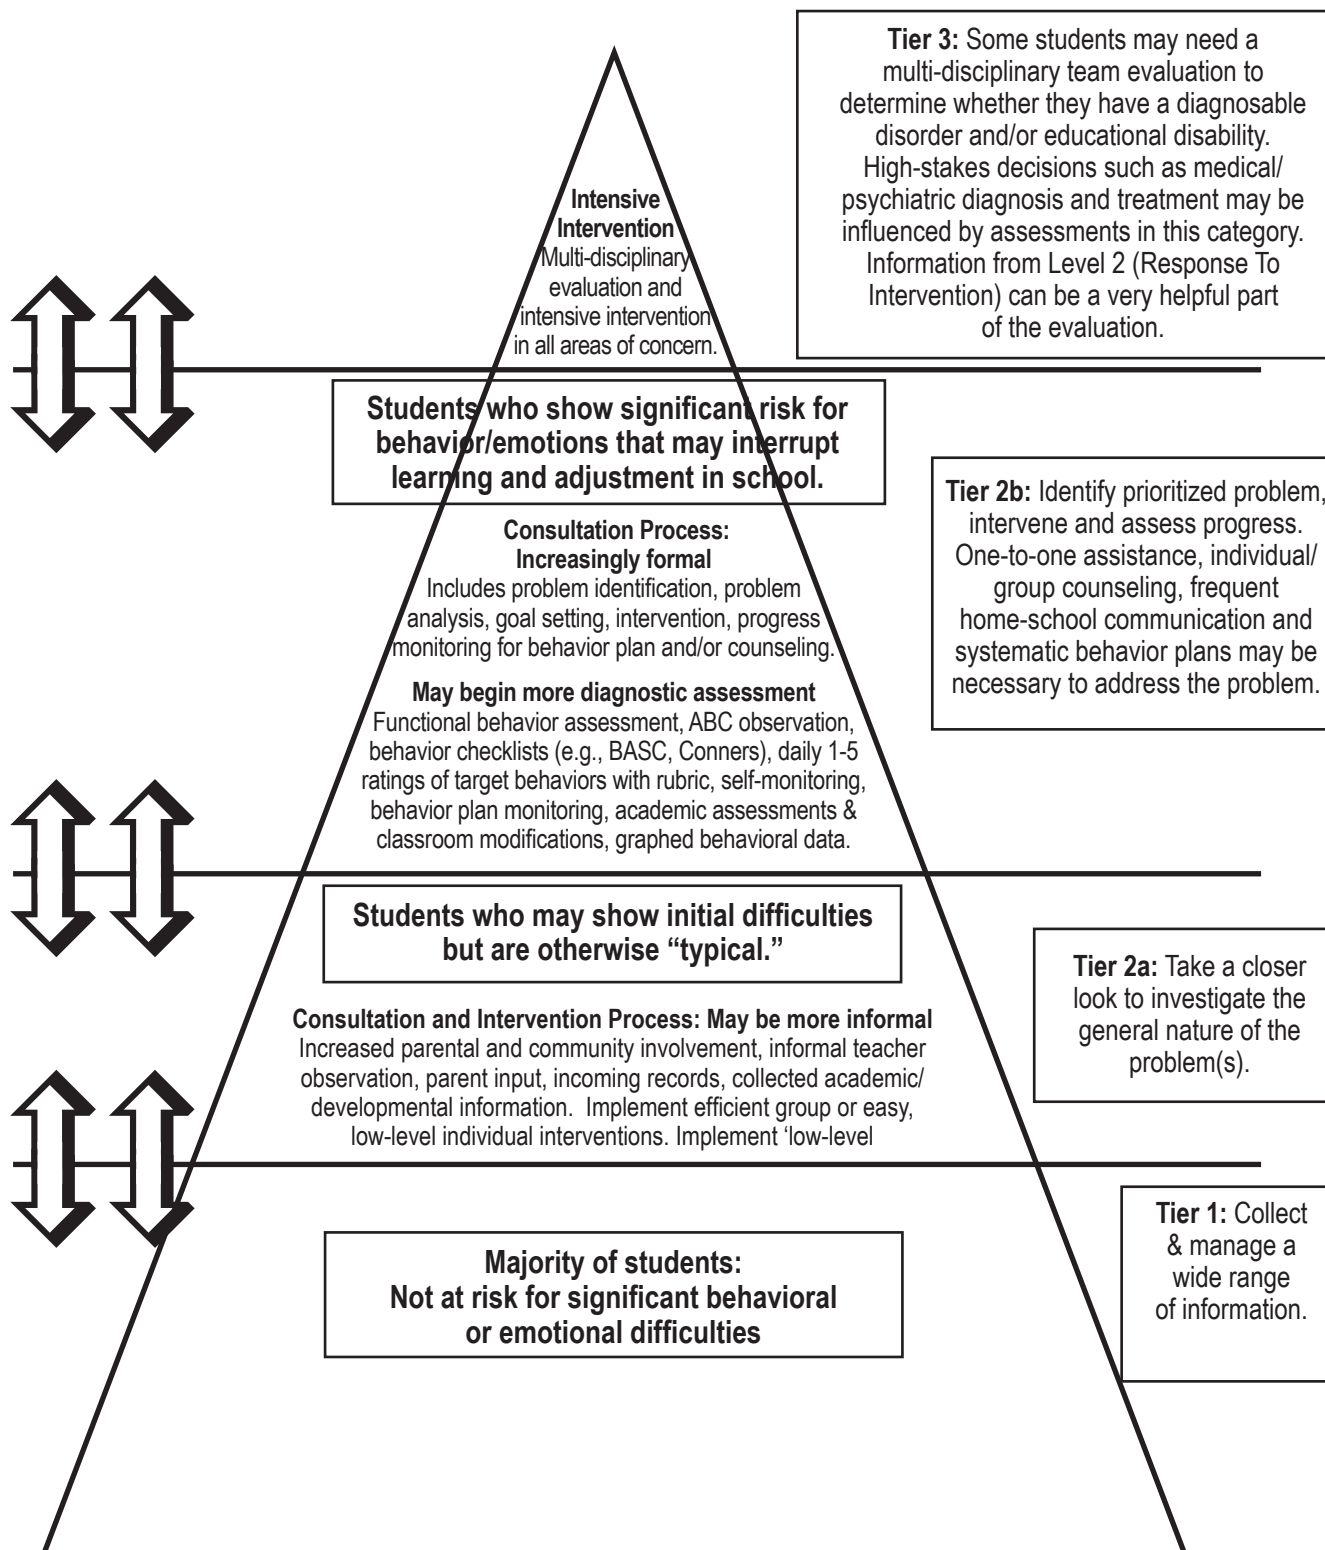 Tier 3: Some students may need a
multi-disciplinary team evaluation to
determine whether they have a diagnosable
disorder and/or educational disability.
High-stakes decisions such as medical/
psychiatric diagnosis and treatment may be
influenced by assessments in this category.
Information from Level 2 (Response To
Intervention) can be a very helpful part
of the evaluation.
Intensive
Intervention
Multi-disciplinary
evaluation and
intensive intervention
in all areas of concern.
Students who show significant risk for
behavior/emotions that may interrupt
learning and adjustment in school.
Tier 2b: Identify prioritized problem,
intervene and assess progress.
One-to-one assistance, individual/
group counseling, frequent
home-school communication and
systematic behavior plans may be
necessary to address the problem.
Consultation Process:
Increasingly formal
Includes problem identification, problem
analysis, goal setting, intervention, progress
monitoring for behavior plan and/or counseling.
May begin more diagnostic assessment
Functional behavior assessment, ABC observation,
behavior checklists (e.g., BASC, Conners), daily 1-5
ratings of target behaviors with rubric, self-monitoring,
behavior plan monitoring, academic assessments &
classroom modifications, graphed behavioral data.
Students who may show initial difficulties
but are otherwise “typical.”
Tier 2a: Take a closer
look to investigate the
general nature of the
problem(s).
Consultation and Intervention Process: May be more informal
Increased parental and community involvement, informal teacher
observation, parent input, incoming records, collected academic/
developmental information.  Implement efficient group or easy,
low-level individual interventions. Implement ‘low-level
Tier 1: Collect
& manage a
wide range
of information.
Majority of students:
Not at risk for significant behavioral
or emotional difficulties